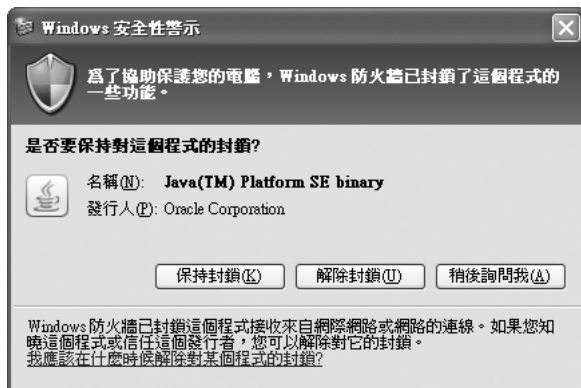 Windows 安全性警示
為了協助保護您的電腦，Windows 防火牆已封鎖了這個程式的
一些功能。
是否要保持對這個程式的封鎖?
名稱(N): Java(TM) Platform SE binary
發行人(P): Oracle Corporation
保持封鎖(K) 解除封鎖(U) 稍後詢問我(A)
Windows 防火牆已封鎖這個程式接收來自網際網路或網路的連線。如果您知
曉這個程式或信任這個發行者，您可以解除對它的封鎖。
我應該在什麼時候解除對某個程式的封鎖?